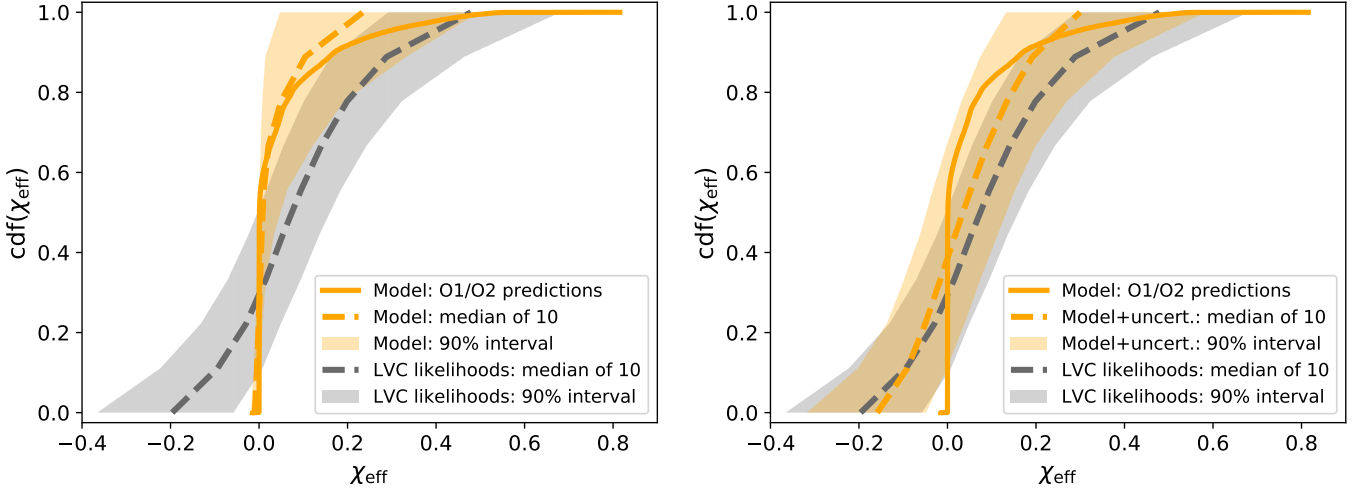 1.0
0.8
0.6
0.4
0.2
0.0
cdf(χeff)
−0.4 −0.2 0.0 0.2 0.4 0.6 0.8
χeff
Model: O1/O2 predictions
Model: median of 10
Model: 90% interval
LVC likelihoods: median of 10
LVC likelihoods: 90% interval
1.0
0.8
0.6
0.4
0.2
0.0
cdf(χeff)
−0.4 −0.2 0.0 0.2 0.4 0.6 0.8
χeff
Model: O1/O2 predictions
Model+uncert.: median of 10
Model+uncert.: 90% interval
LVC likelihoods: median of 10
LVC likelihoods: 90% interval